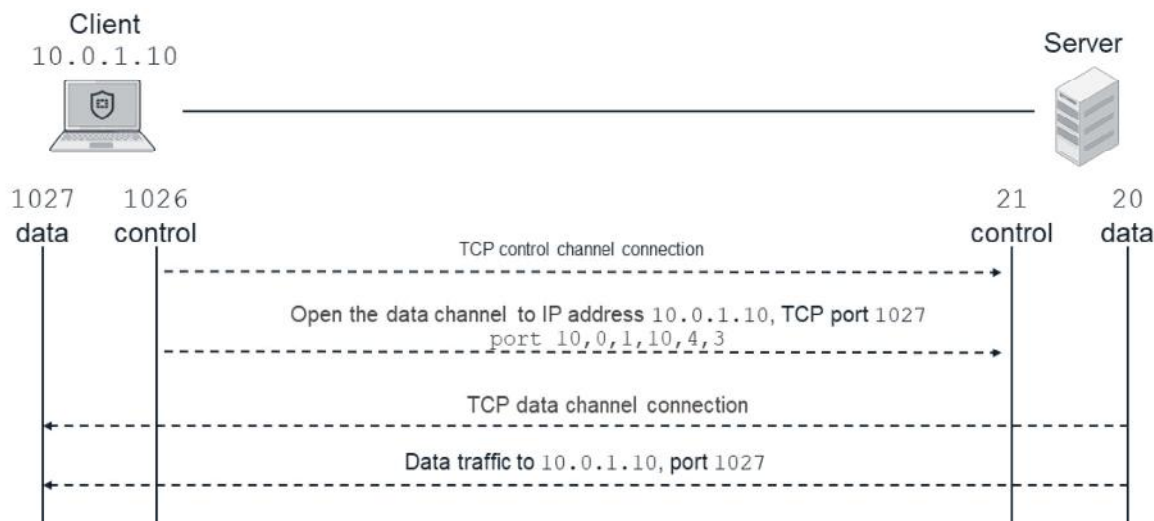 Client
10.0.1.10
Server
1027 1026 21 20
data control control data
TCP control channel connection
Open the data channel to IP address 10.0.1.10, TCP port 1027
port 10,0,1,10,4,3
TCP data channel connection
Data traffic to 10.0.1.10, port 1027